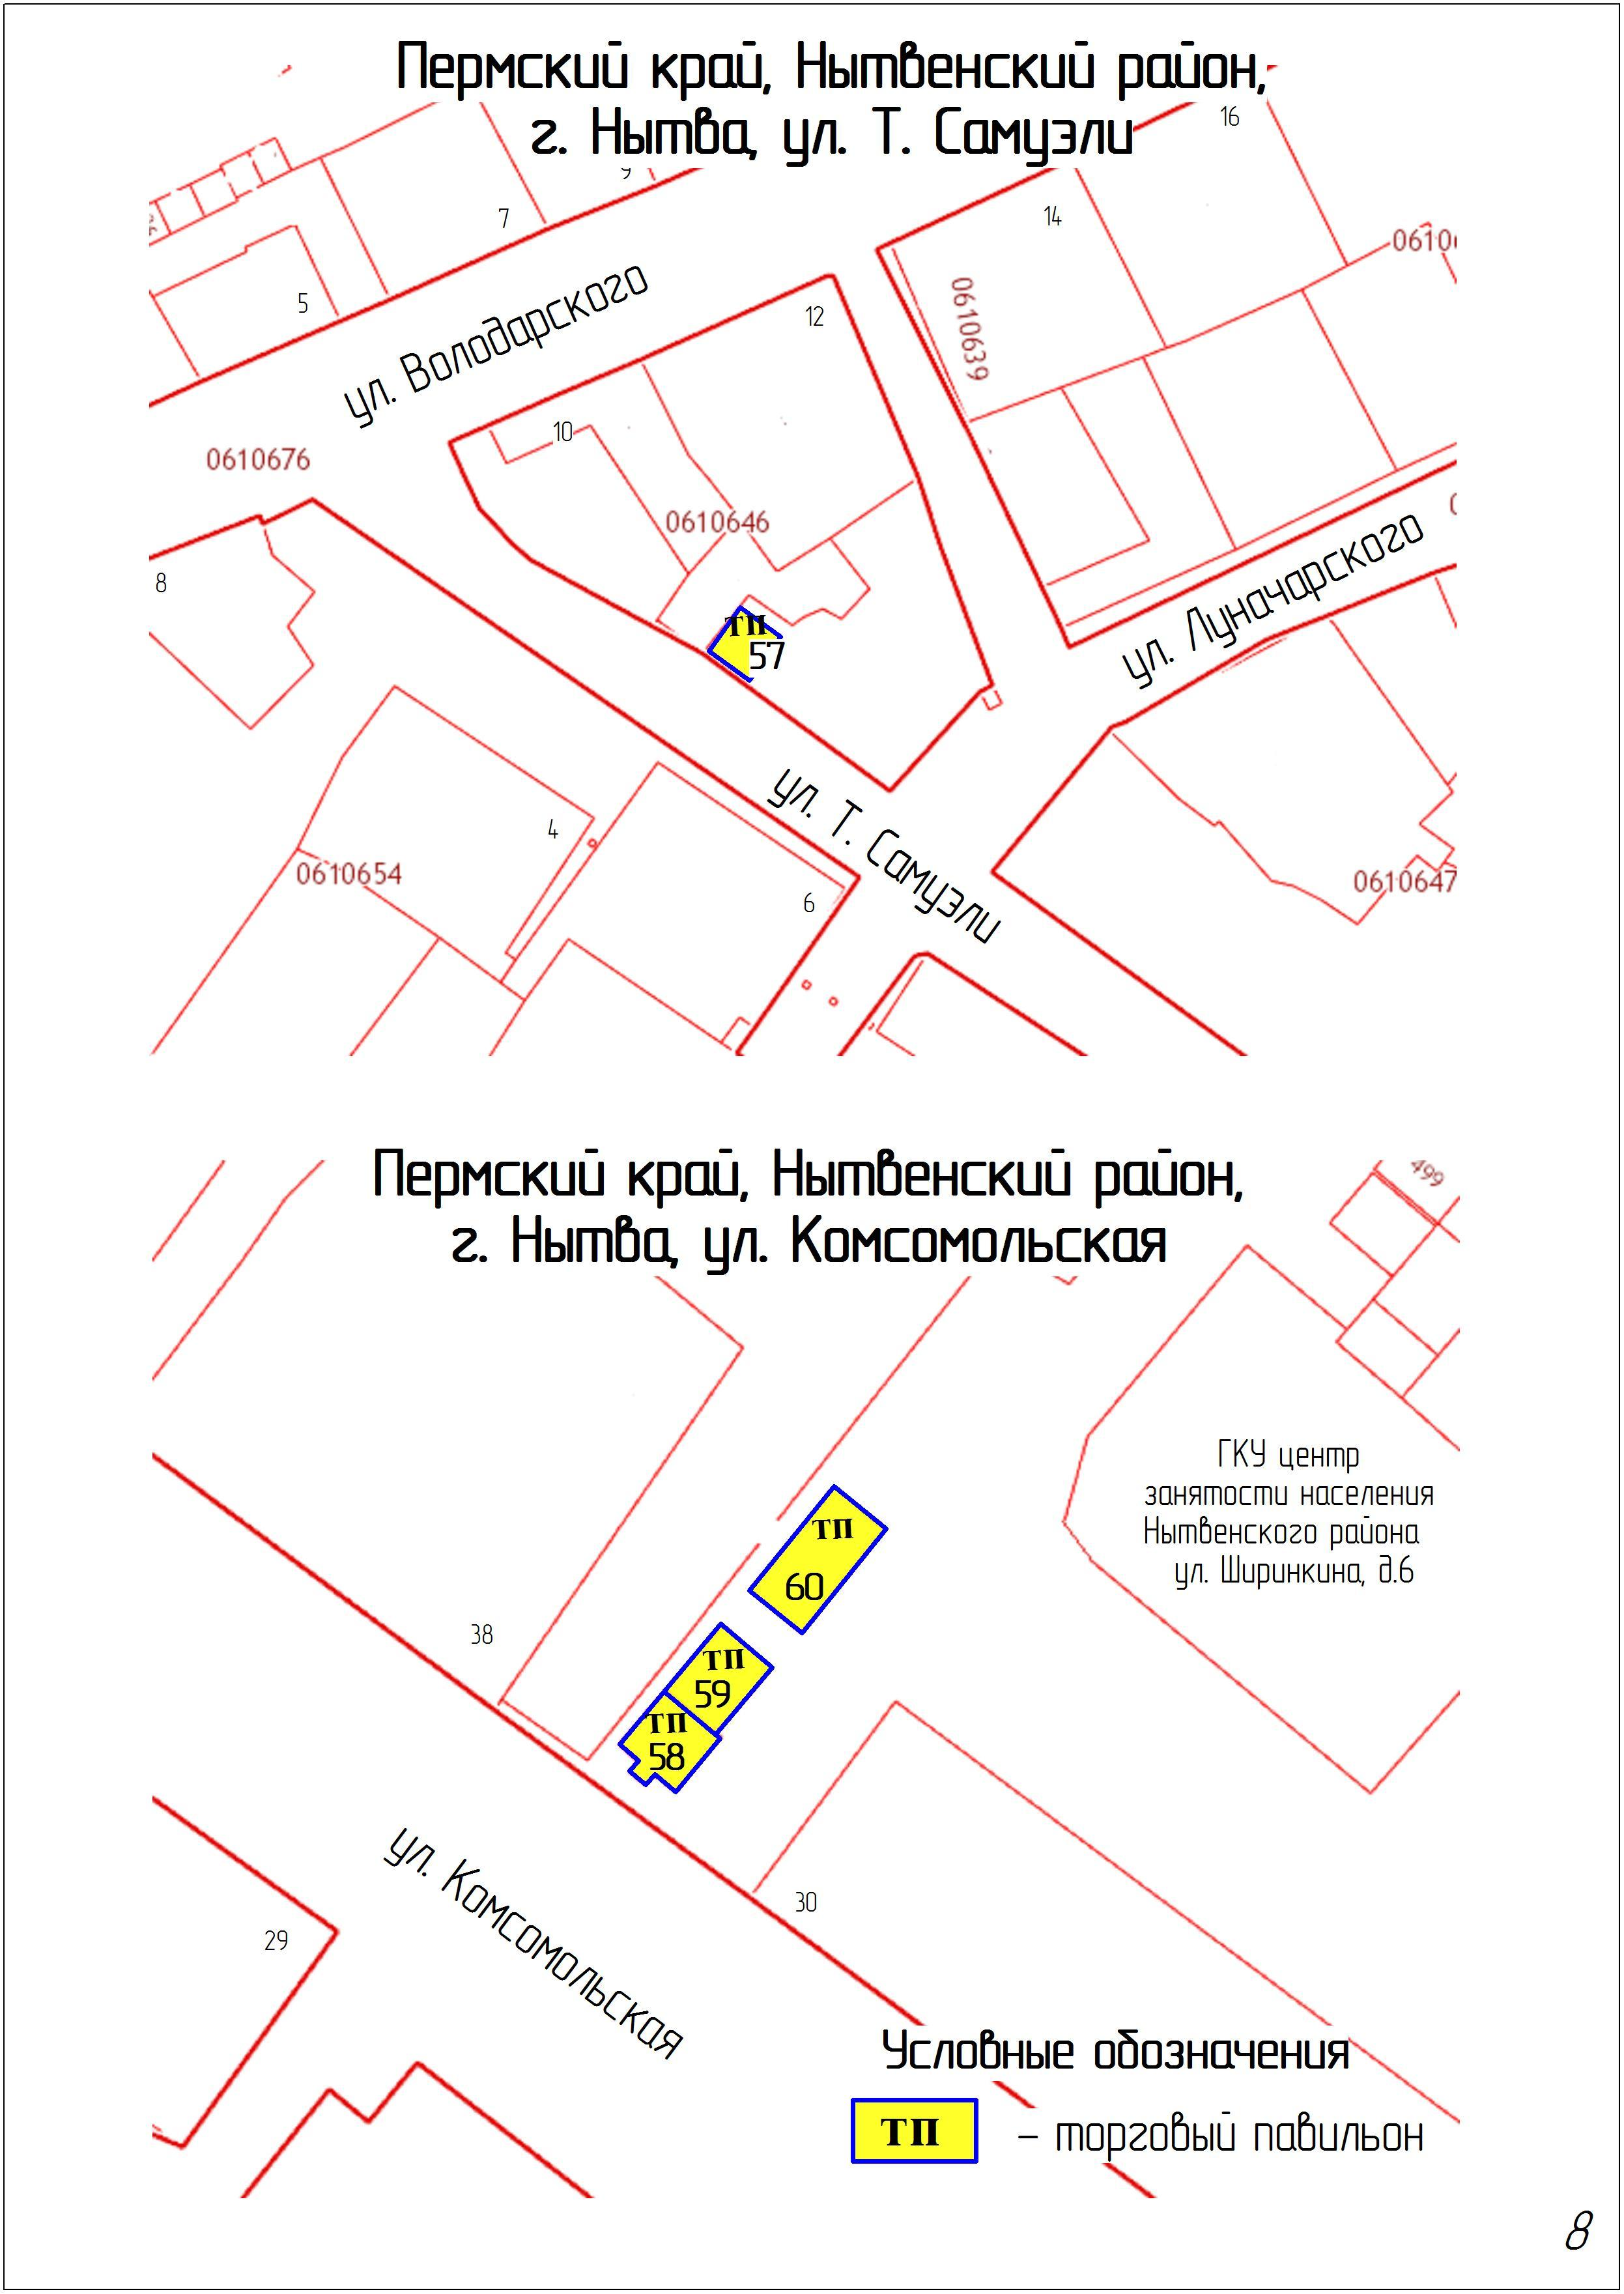 Пермский край, Нытвенский район,
г. Нытва, ул. Т. Самуэли
16
9
7
14
5
ул. Володарского
12
0610639
10
0610676
0610646
8
ул. Луначарского
ТП
57
ул. Т. Самуэли
4
0610654
6
0610647
Пермский край, Нытвенский район,
г. Нытва, ул. Комсомольская
499
ГКУ центр
занятости населения
Нытвенского района
ул. Ширинкина, д.6
ТП
60
38
ТП
59
ТП
58
ул. Комсомольская
30
29
Условные обозначения
ТП – торговый павильон
8